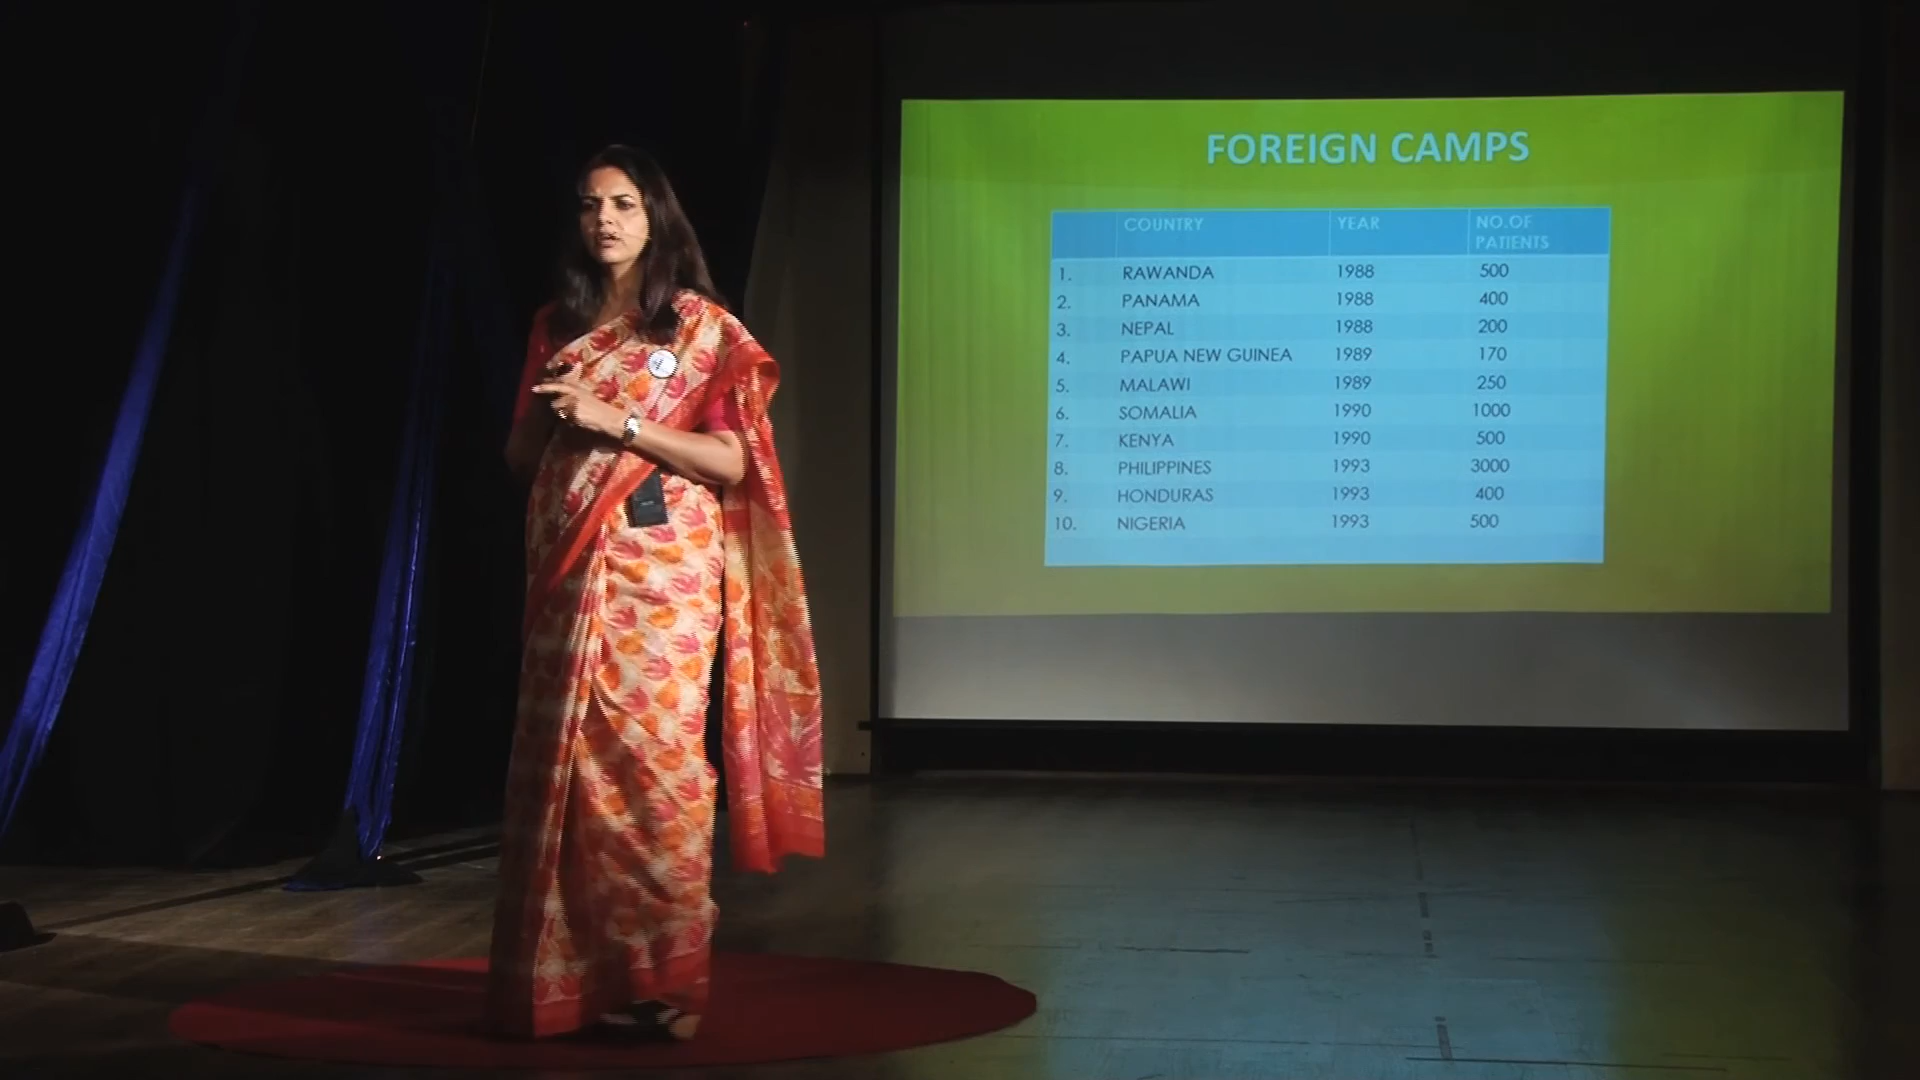 FOREIGN CAMPS
COUNTRY YEAR NO.OF PATIENTS
1. RAWANDA 1988 500
2. PANAMA 1988 400
3. NEPAL 1988 200
4. PAPUA NEW GUINEA 1989 170
5. MALAWI 1989 250
6. SOMALIA 1990 1000
7. KENYA 1990 500
8. PHILIPPINES 1993 3000
9. HONDURAS 1993 400
10. NIGERIA 1993 500